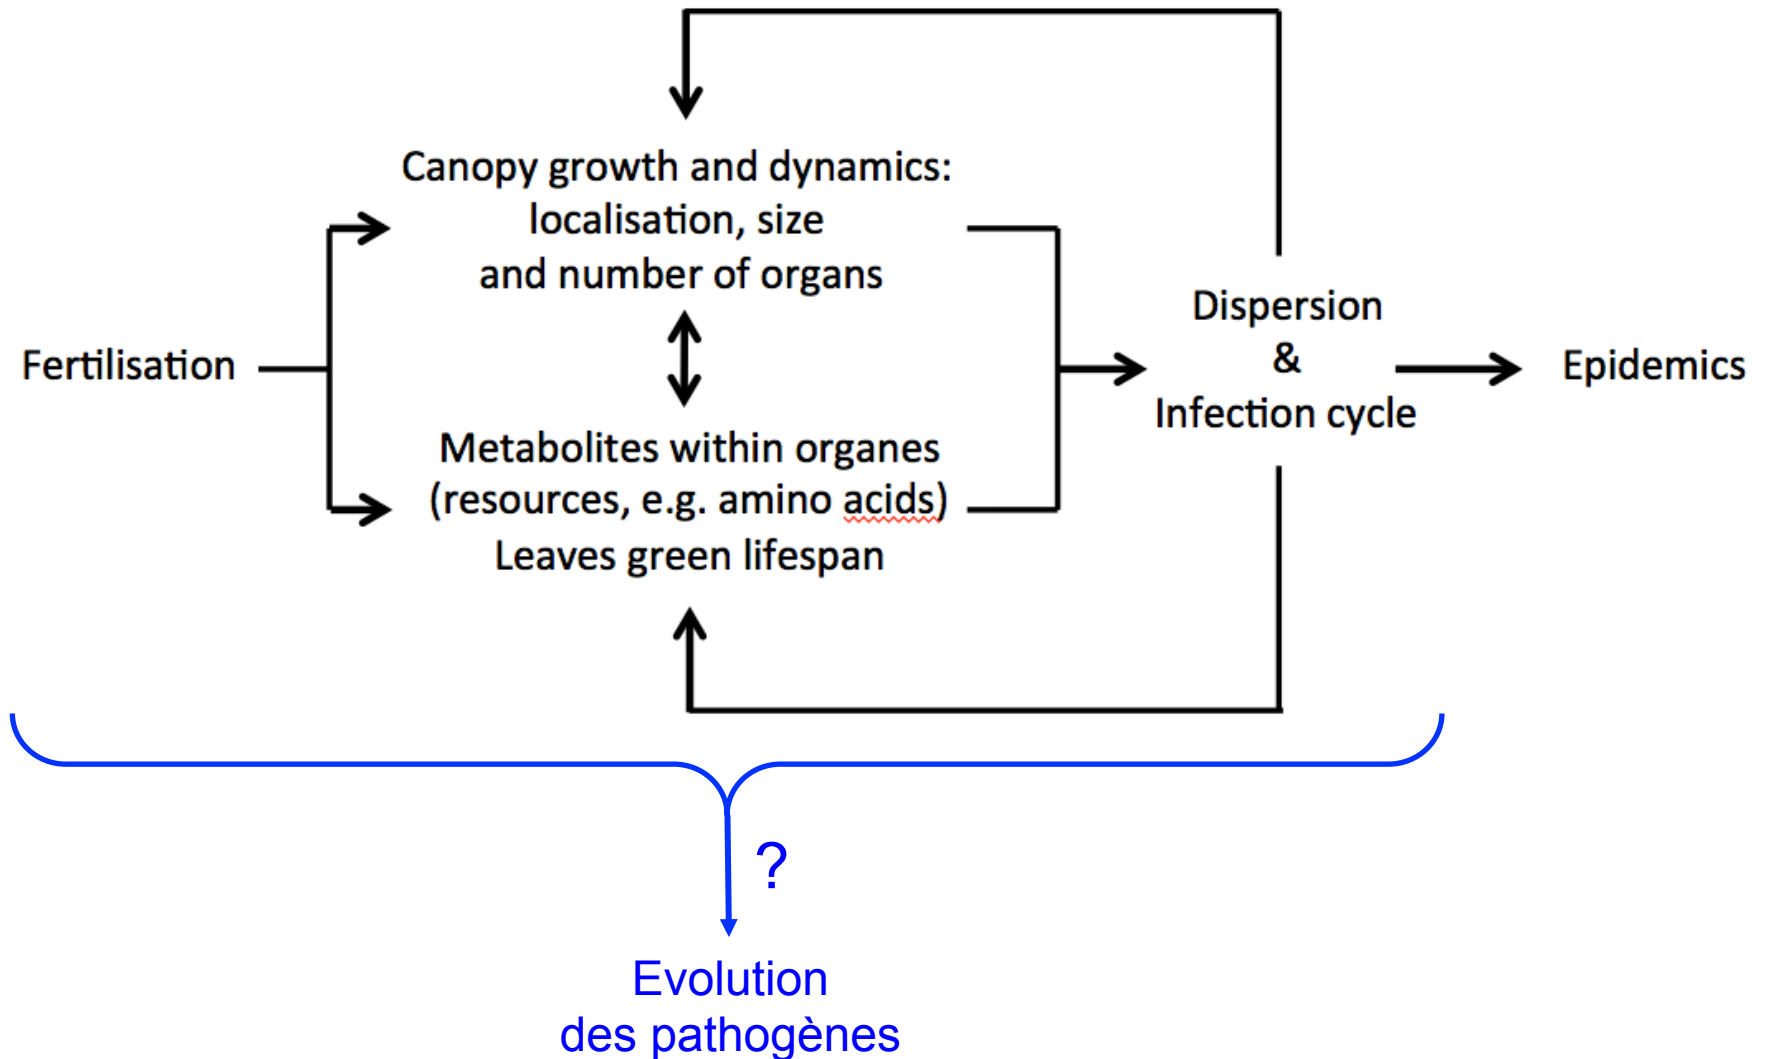 Canopy growth and dynamics:
localisation, size
and number of organs
Fertilisation
Metabolites within organes
(resources, e.g. amino acids)
Leaves green lifespan
Dispersion
&
Infection cycle
Epidemics
?
Evolution
des pathogènes